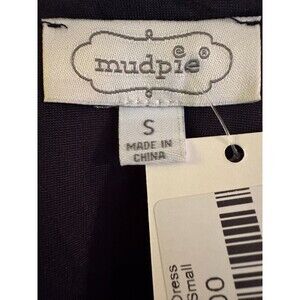 mudpie®
S
MADE IN
CHINA
Dress
Small
00